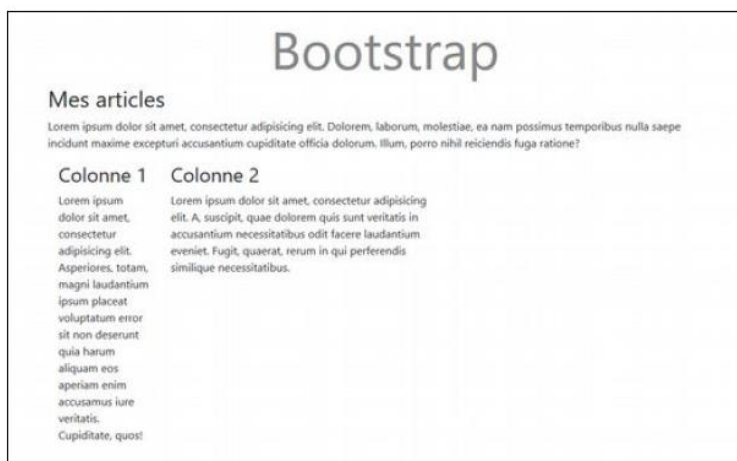 Bootstrap
Mes articles
Lorem ipsum dolor sit amet, consectetur adipisicing elit. Dolorem, laborum, molestiae, ea nam possimus temporibus nulla saepe
incidunt maxime excepturi accusantium cupiditate officia dolorum. Illum, porro nihil reiciendis fuga ratione?
Colonne 1
Lorem ipsum
dolor sit amet,
consectetur
adipisicing elit.
Asperiores, totam,
magni laudantium
ipsum placeat
voluptatum error
sit non deserunt
quia harum
aliquam eos
aperiam enim
accusamus iure
veritatis.
Cupiditate, quos!
Colonne 2
Lorem ipsum dolor sit amet, consectetur adipisicing
elit. A, suscipit, quae dolorem quis sunt veritatis in
accusantium necessitatibus odit facere laudantium
eveniet. Fugit, quaerat, rerum in qui perferendis
similique necessitatibus.